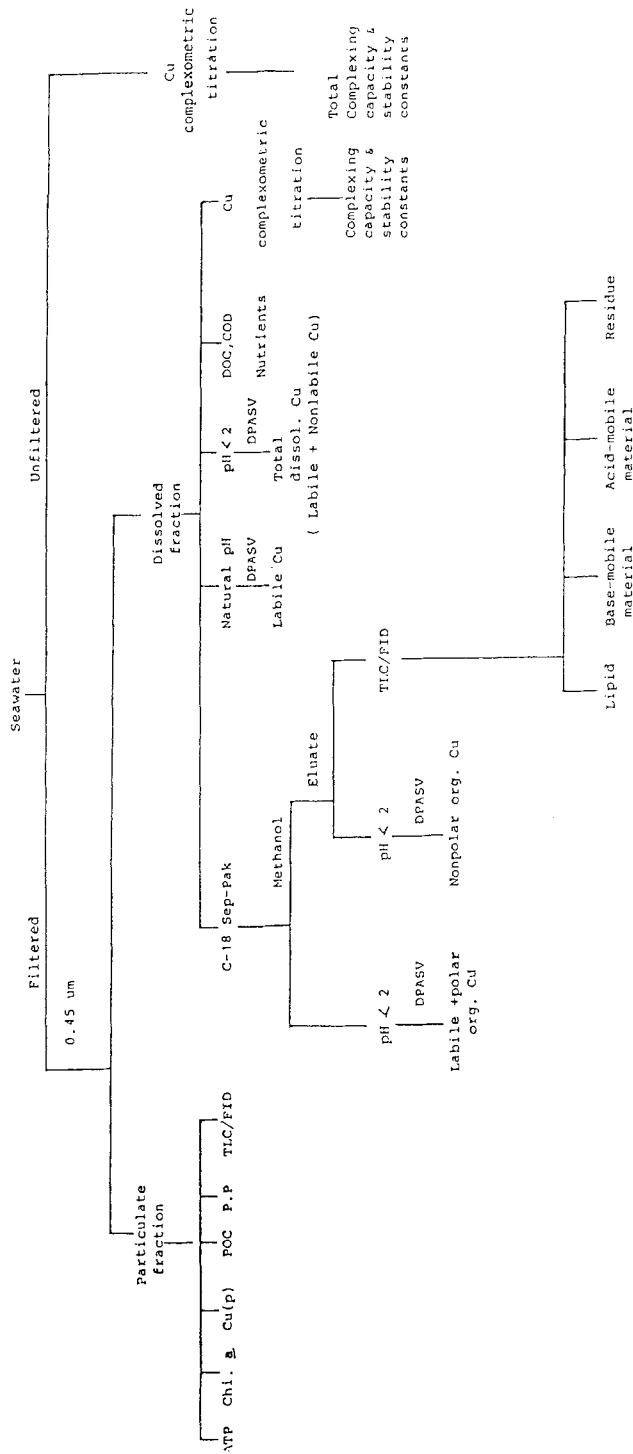 Seawater
Filtered
Unfiltered
0.45 um
Cu
complexometric
titration
Particulate
fraction
Dissolved
fraction
Total
Complexing
capacity &
stability
constants
ATP
Chl. a
Cu(p)
POC
P.P
TLC/FID
C-18 Sep-Pak
Natural pH
DPASV
Labile Cu
pH < 2
DPASV
Total
dissol. Cu
( Labile + Nonlabile Cu)
DOC,COD
Nutrients
Cu
complexometric
titration
Complexing
capacity &
stability
constants
Methanol
Eluate
pH < 2
DPASV
Labile +polar
org. Cu
pH < 2
DPASV
Nonpolar org. Cu
TLC/FID
Lipid
Base-mobile
material
Acid-mobile
material
Residue